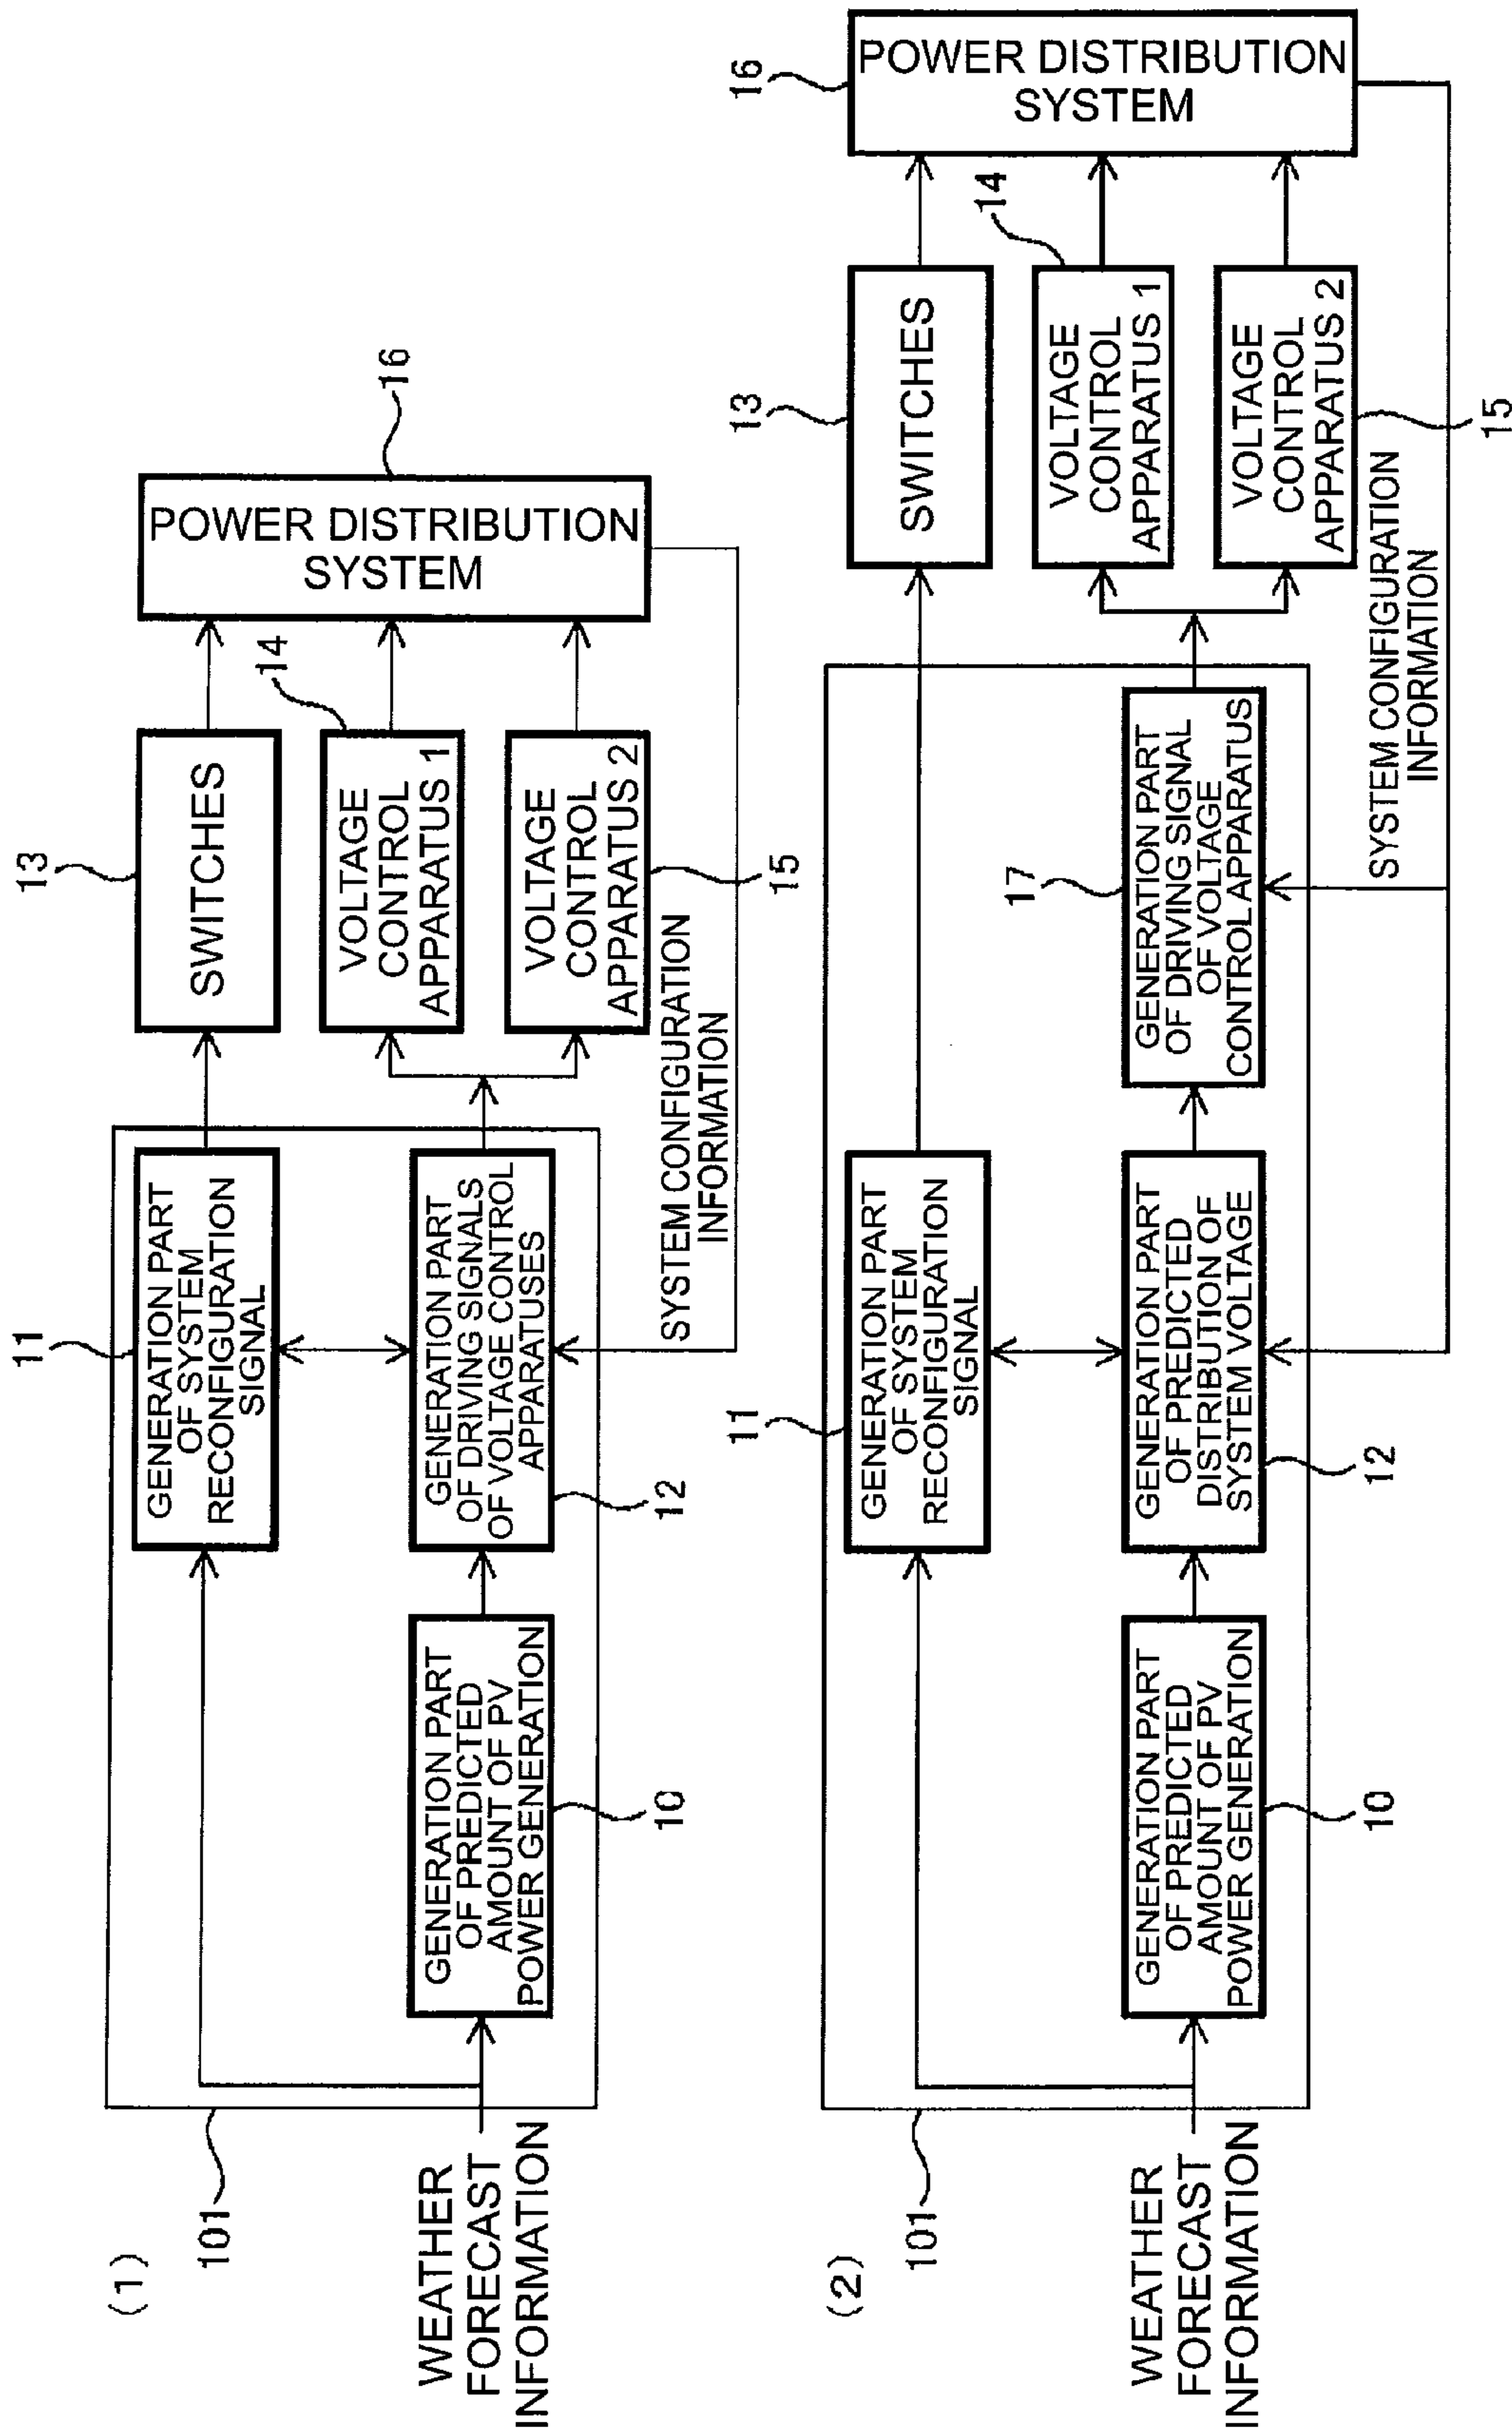 (1)
101
WEATHER
FORECAST
INFORMATION
11
GENERATION PART
OF SYSTEM
RECONFIGURATION
SIGNAL
GENERATION PART
OF PREDICTED
AMOUNT OF PV
POWER GENERATION
10
GENERATION PART
OF DRIVING SIGNALS
OF VOLTAGE CONTROL
APPARATUSES
12
13
SWITCHES
14
VOLTAGE
CONTROL
APPARATUS 1
VOLTAGE
CONTROL
APPARATUS 2
15
16
POWER DISTRIBUTION
SYSTEM
SYSTEM CONFIGURATION
INFORMATION
(2)
101
WEATHER
FORECAST
INFORMATION
11
GENERATION PART
OF SYSTEM
RECONFIGURATION
SIGNAL
GENERATION PART
OF PREDICTED
AMOUNT OF PV
POWER GENERATION
10
GENERATION PART
OF PREDICTED
DISTRIBUTION OF
SYSTEM VOLTAGE
12
17
GENERATION PART
OF DRIVING SIGNAL
OF VOLTAGE
CONTROL APPARATUS
13
SWITCHES
14
VOLTAGE
CONTROL
APPARATUS 1
VOLTAGE
CONTROL
APPARATUS 2
15
16
POWER DISTRIBUTION
SYSTEM
SYSTEM CONFIGURATION
INFORMATION